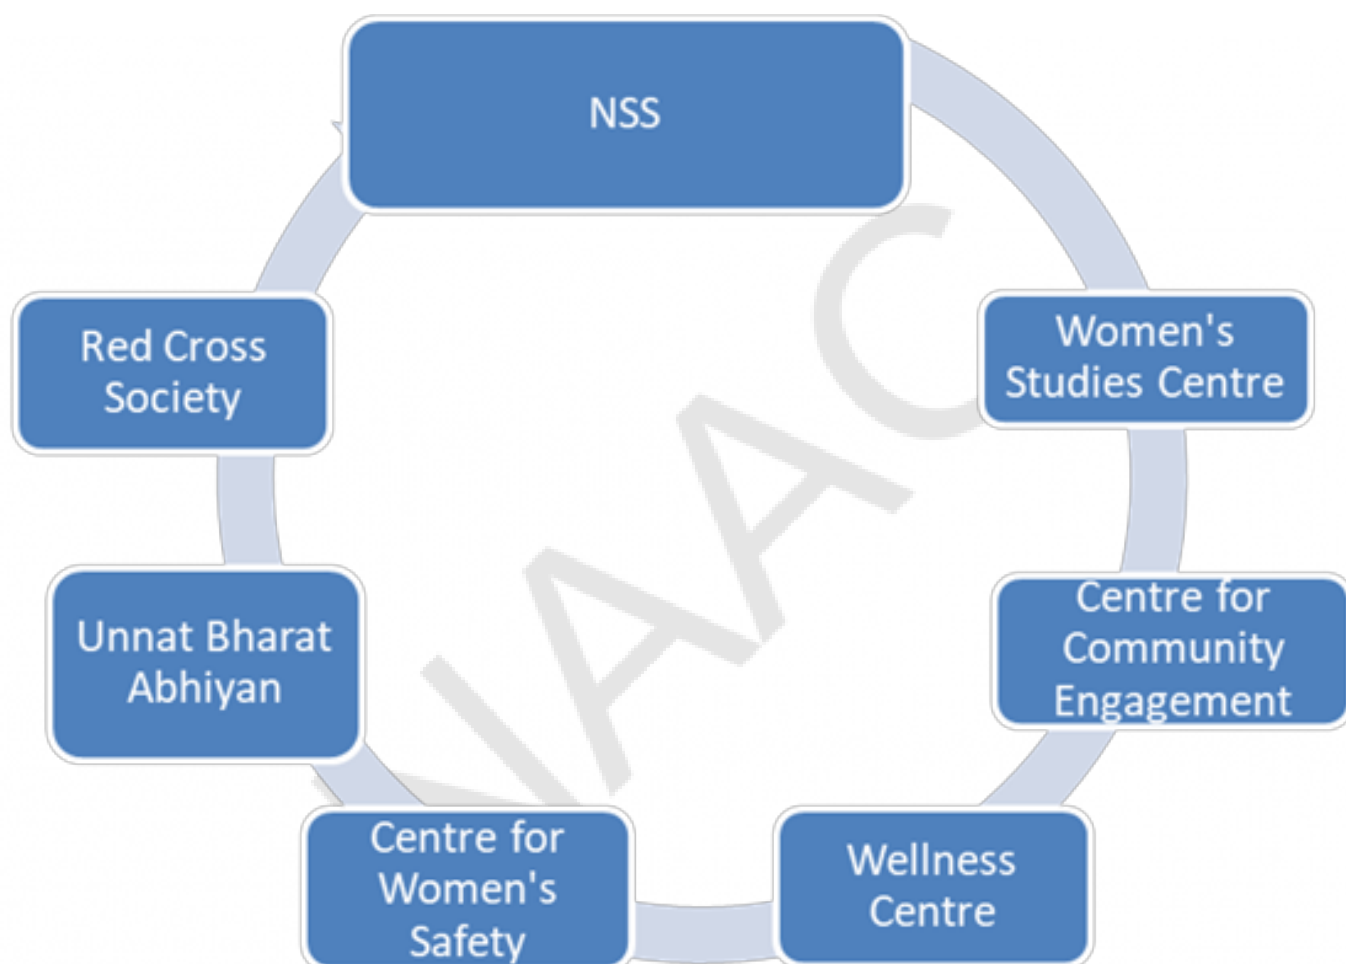 NSS
Women's
Studies Centre
Centre for
Community
Engagement
Wellness
Centre
Centre for
Women's
Safety
Unnat Bharat
Abhiyan
Red Cross
Society
NAAC